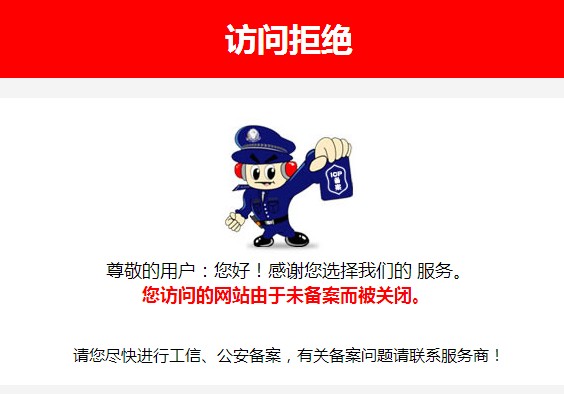 访问拒绝
ICP
备案
尊敬的用户：您好！感谢您选择我们的 服务。
您访问的网站由于未备案而被关闭。
请您尽快进行工信、公安备案，有关备案问题请联系服务商！